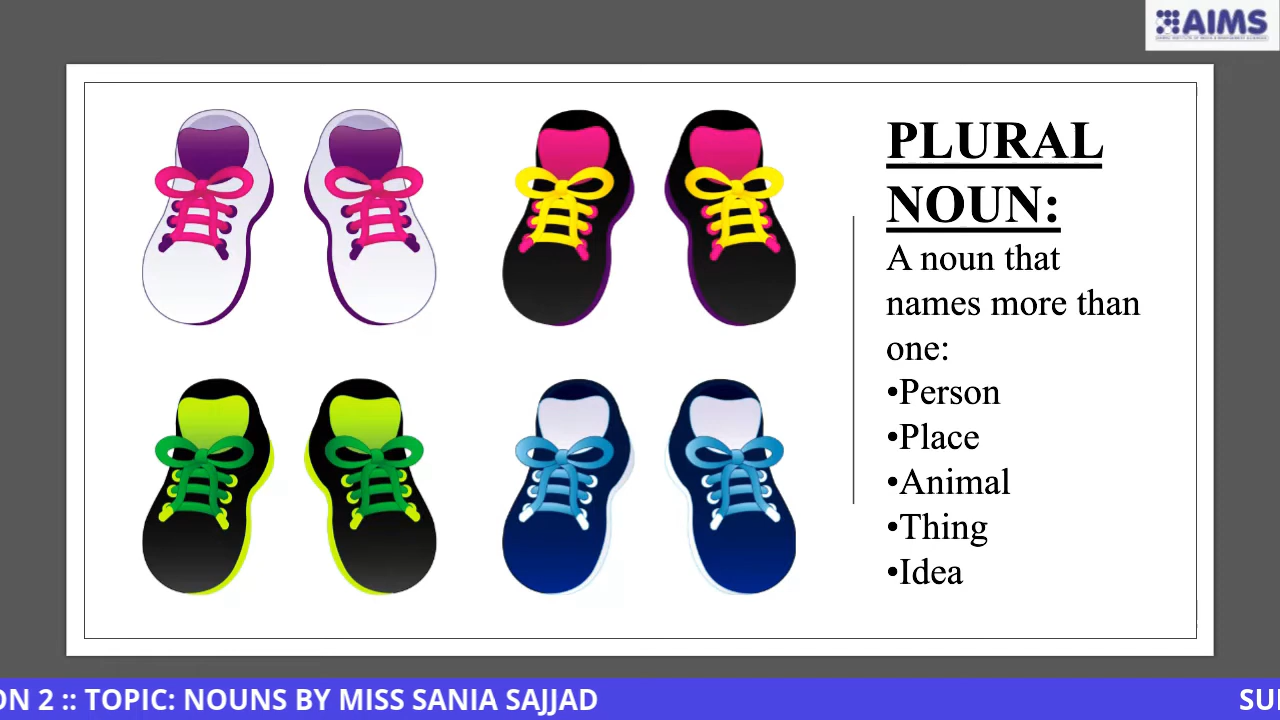 AIMS
PLURAL
NOUN:
A noun that
names more than
one:
•Person
•Place
•Animal
•Thing
•Idea
ON 2 :: TOPIC: NOUNS BY MISS SANIA SAJJAD